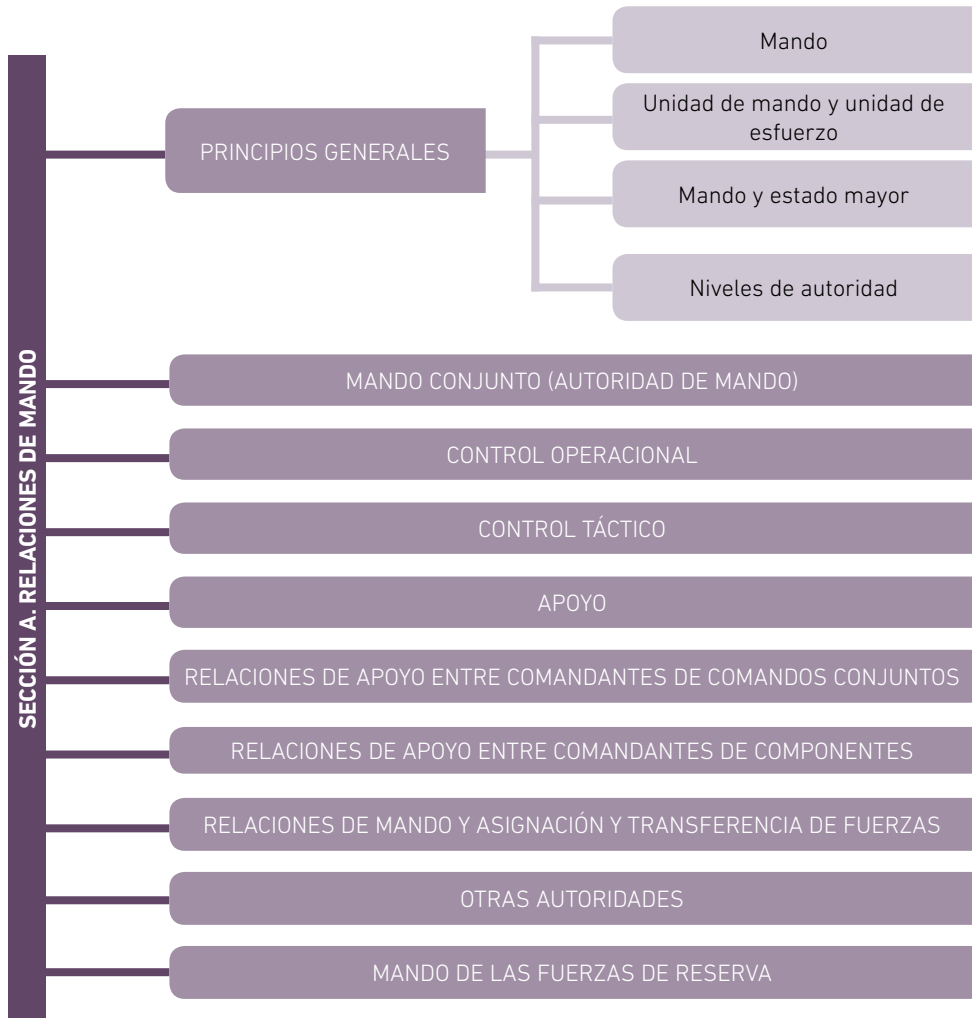 SECCIÓN A. RELACIONES DE MANDO
PRINCIPIOS GENERALES
Mando
Unidad de mando y unidad de
esfuerzo
Mando y estado mayor
Niveles de autoridad
MANDO CONJUNTO (AUTORIDAD DE MANDO)
CONTROL OPERACIONAL
CONTROL TÁCTICO
APOYO
RELACIONES DE APOYO ENTRE COMANDANTES DE COMANDOS CONJUNTOS
RELACIONES DE APOYO ENTRE COMANDANTES DE COMPONENTES
RELACIONES DE MANDO Y ASIGNACIÓN Y TRANSFERENCIA DE FUERZAS
OTRAS AUTORIDADES
MANDO DE LAS FUERZAS DE RESERVA